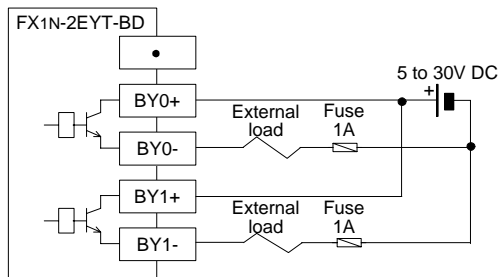 FX1N-2EYT-BD
5 to 30V DC
+
BY0+
External
load
Fuse
1A
BY0-
BY1+
External
load
Fuse
1A
BY1-